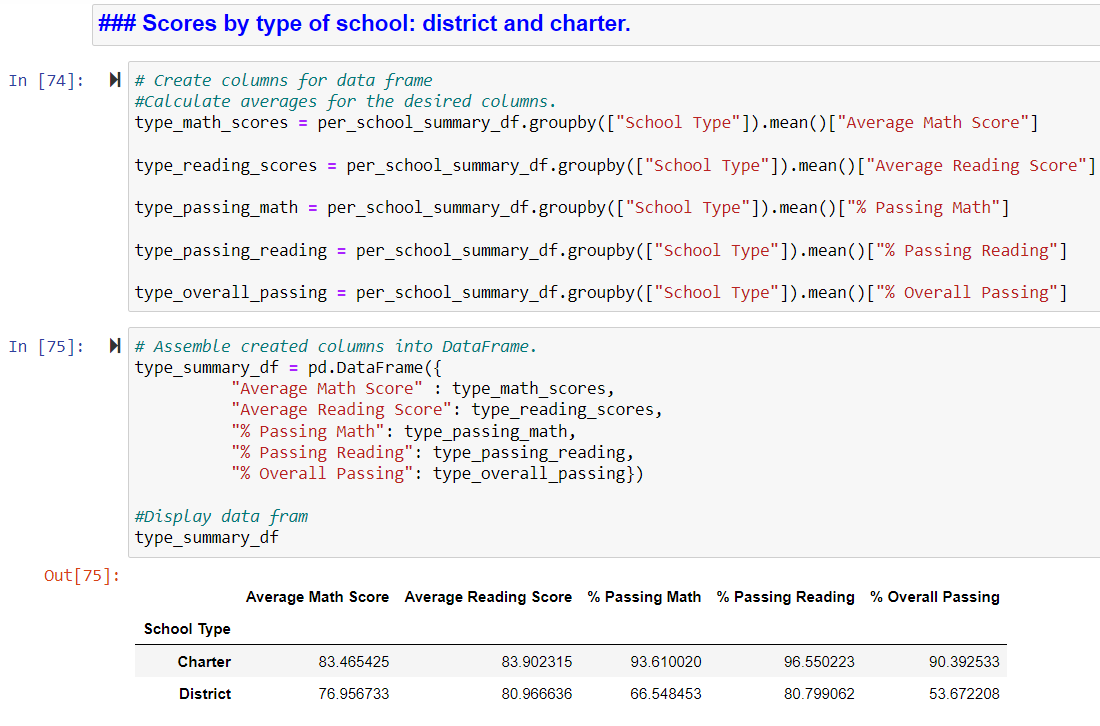 ### Scores by type of school: district and charter.
In [74]:
# Create columns for data frame
#Calculate averages for the desired columns.
type_math_scores = per_school_summary_df.groupby(["School Type"]).mean()["Average Math Score"]
type_reading_scores = per_school_summary_df.groupby(["School Type"]).mean()["Average Reading Score"]
type_passing_math = per_school_summary_df.groupby(["School Type"]).mean()["% Passing Math"]
type_passing_reading = per_school_summary_df.groupby(["School Type"]).mean()["% Passing Reading"]
type_overall_passing = per_school_summary_df.groupby(["School Type"]).mean()["% Overall Passing"]
In [75]:
# Assemble created columns into DataFrame.
type_summary_df = pd.DataFrame({
"Average Math Score" : type_math_scores,
"Average Reading Score": type_reading_scores,
"% Passing Math": type_passing_math,
"% Passing Reading": type_passing_reading,
"% Overall Passing": type_overall_passing})
#Display data fram
type_summary_df
Out[75]:
Average Math Score Average Reading Score % Passing Math % Passing Reading % Overall Passing
School Type
Charter 83.465425 83.902315 93.610020 96.550223 90.392533
District 76.956733 80.966636 66.548453 80.799062 53.672208